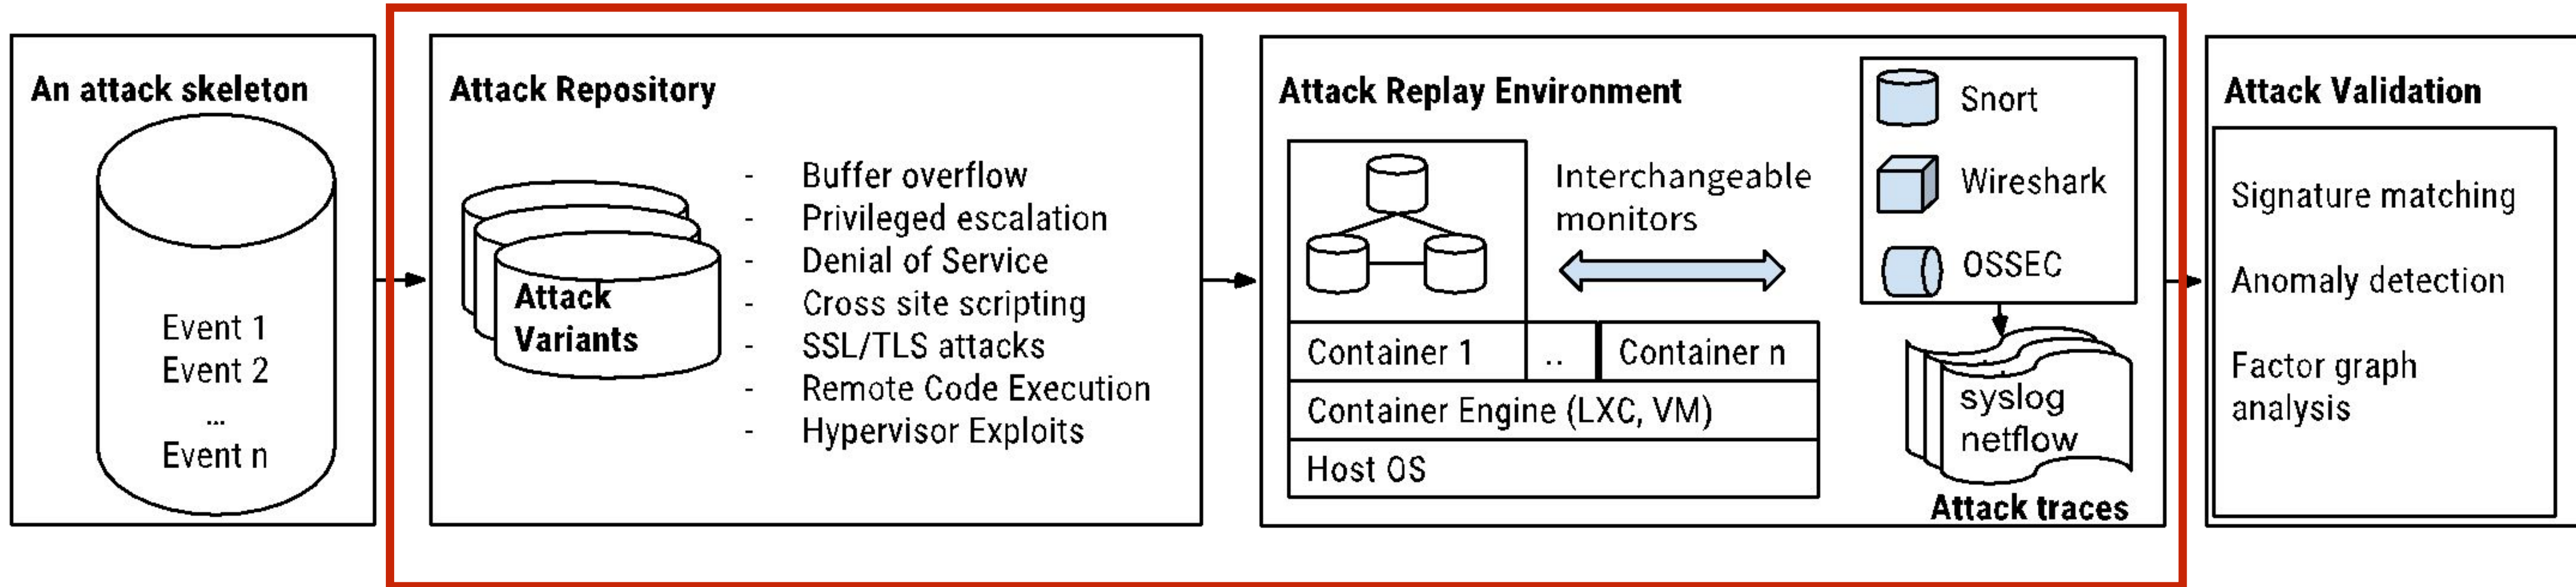 An attack skeleton
Event 1
Event 2
...
Event n
Attack Repository
Attack
Variants
- Buffer overflow
- Privileged escalation
- Denial of Service
- Cross site scripting
- SSL/TLS attacks
- Remote Code Execution
- Hypervisor Exploits
Attack Replay Environment
Interchangeable
monitors
Snort
Wireshark
OSSEC
Container 1
..
Container n
Container Engine (LXC, VM)
Host OS
syslog
netflow
Attack traces
Attack Validation
Signature matching
Anomaly detection
Factor graph
analysis